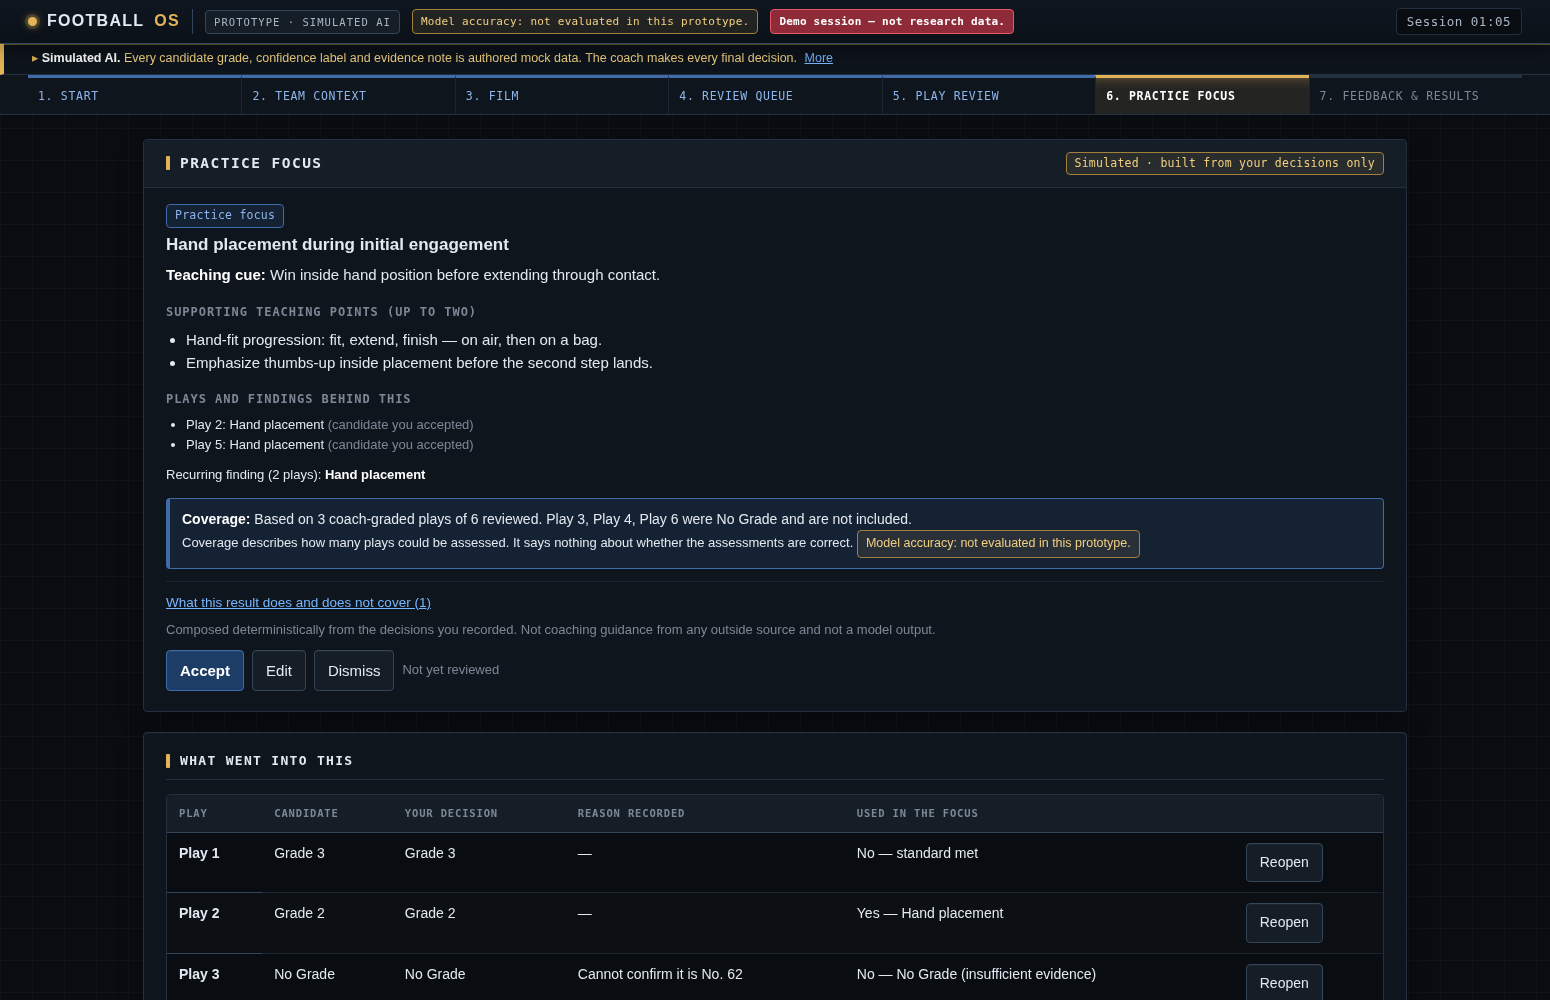 FOOTBALL OS
PROTOTYPE · SIMULATED AI
Model accuracy: not evaluated in this prototype.
Demo session — not research data.
Session 01:05
▸ Simulated AI. Every candidate grade, confidence label and evidence note is authored mock data. The coach makes every final decision. More
1. START
2. TEAM CONTEXT
3. FILM
4. REVIEW QUEUE
5. PLAY REVIEW
6. PRACTICE FOCUS
7. FEEDBACK & RESULTS
PRACTICE FOCUS
Simulated · built from your decisions only
Practice focus
Hand placement during initial engagement
Teaching cue: Win inside hand position before extending through contact.
SUPPORTING TEACHING POINTS (UP TO TWO)
• Hand-fit progression: fit, extend, finish — on air, then on a bag.
• Emphasize thumbs-up inside placement before the second step lands.
PLAYS AND FINDINGS BEHIND THIS
• Play 2: Hand placement (candidate you accepted)
• Play 5: Hand placement (candidate you accepted)
Recurring finding (2 plays): Hand placement
Coverage: Based on 3 coach-graded plays of 6 reviewed. Play 3, Play 4, Play 6 were No Grade and are not included.
Coverage describes how many plays could be assessed. It says nothing about whether the assessments are correct. Model accuracy: not evaluated in this prototype.
What this result does and does not cover (1)
Composed deterministically from the decisions you recorded. Not coaching guidance from any outside source and not a model output.
Accept Edit Dismiss Not yet reviewed
WHAT WENT INTO THIS
PLAY CANDIDATE YOUR DECISION REASON RECORDED USED IN THE FOCUS
Play 1 Grade 3 Grade 3 — No — standard met Reopen
Play 2 Grade 2 Grade 2 — Yes — Hand placement Reopen
Play 3 No Grade No Grade Cannot confirm it is No. 62 No — No Grade (insufficient evidence) Reopen